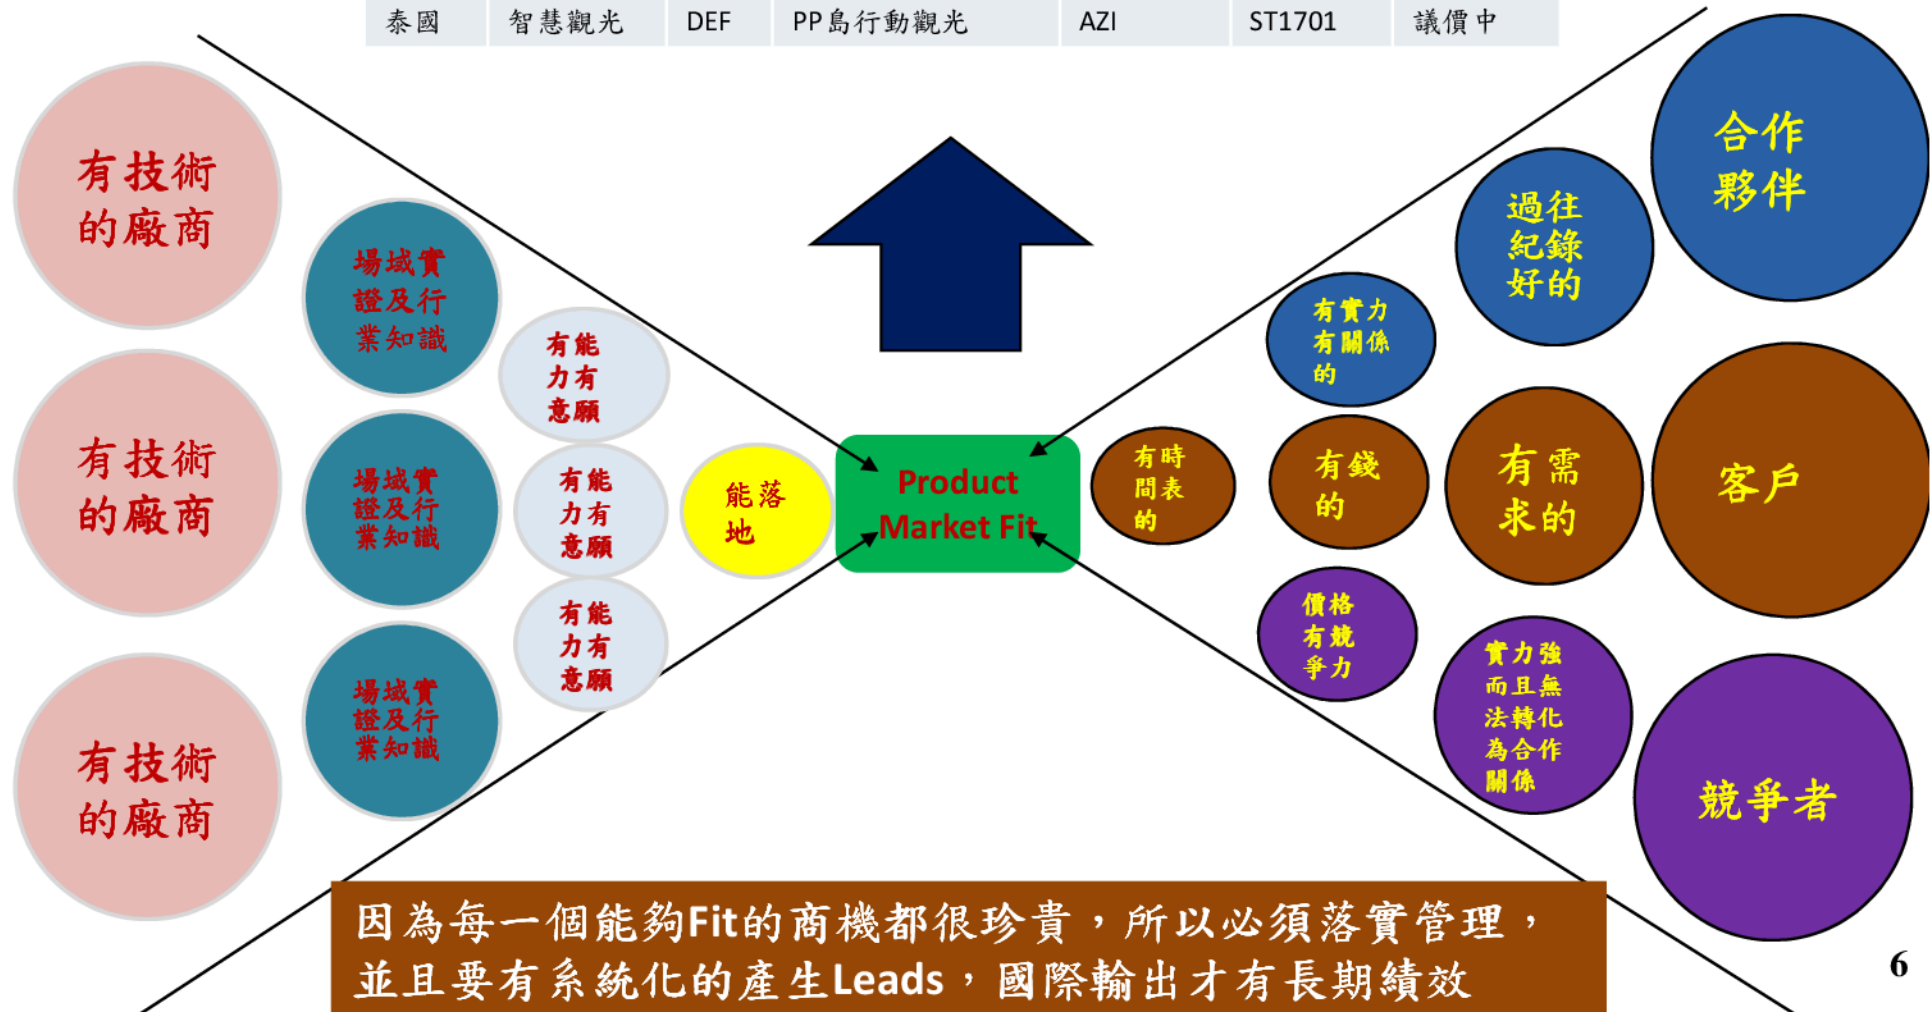 泰國 智慧觀光 DEF PP島行動觀光 AZI ST1701 議價中
有技術
的廠商
場域實
證及行
業知識
有能
力有
意願
有技術
的廠商
場域實
證及行
業知識
有能
力有
意願
能落
地
有技術
的廠商
場域實
證及行
業知識
有能
力有
意願
Product
Market Fit
合作
夥伴
過往
紀錄
好的
有實力
有關係
的
有時
間表
的
有錢
的
有需
求的
客戶
價格
有競
爭力
實力強
而且無
法轉化
為合作
關係
競爭者
因為每一個能夠Fit的商機都很珍貴，所以必須落實管理，
並且要有系統化的產生Leads，國際輸出才有長期績效
6